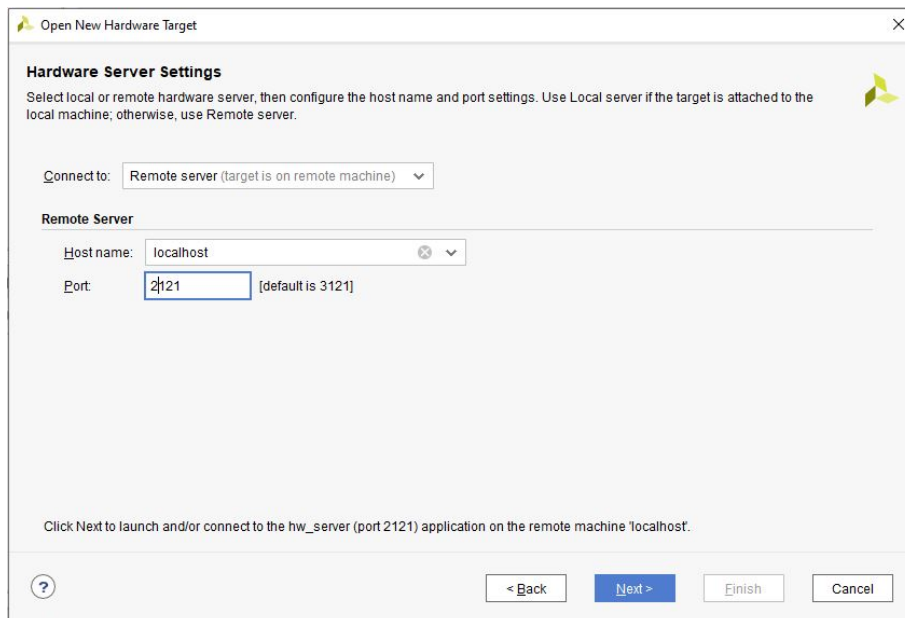 Open New Hardware Target
Hardware Server Settings
Select local or remote hardware server, then configure the host name and port settings. Use Local server if the target is attached to the
local machine; otherwise, use Remote server.
Connect to: Remote server (target is on remote machine)
Remote Server
Host name: localhost
Port: 2121 [default is 3121]
Click Next to launch and/or connect to the hw_server (port 2121) application on the remote machine 'localhost'.
? < Back Next > Finish Cancel